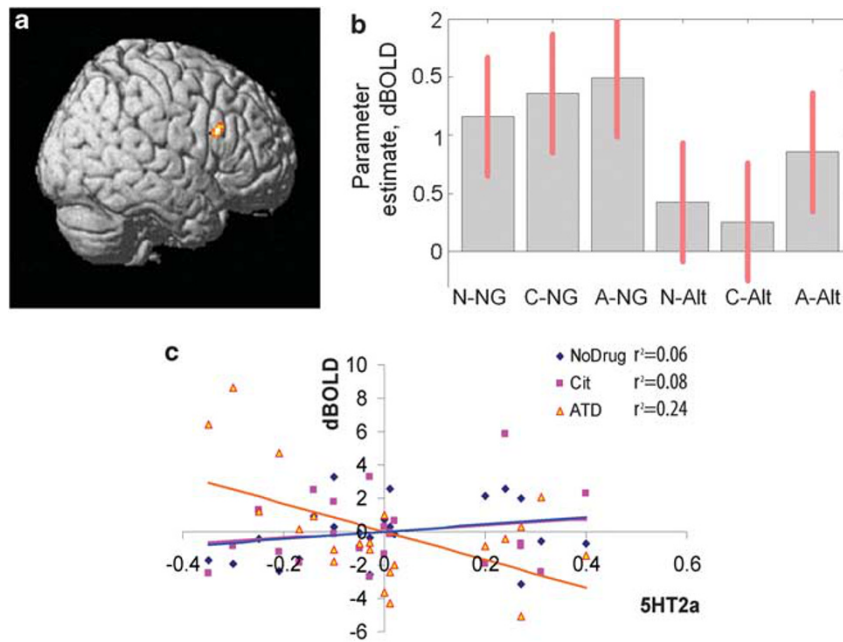 a
b
Parameter
estimate, dBOLD
2
0.5
1
0.5
0
N-NG C-NG A-NG N-Alt C-Alt A-Alt
c
dBOLD
10
8
6
4
2
0
-2
-4
-6
-0.4 -0.2 0 0.2 0.4 0.6
5HT2a
NoDrug r²=0.06
Cit r²=0.08
ATD r²=0.24